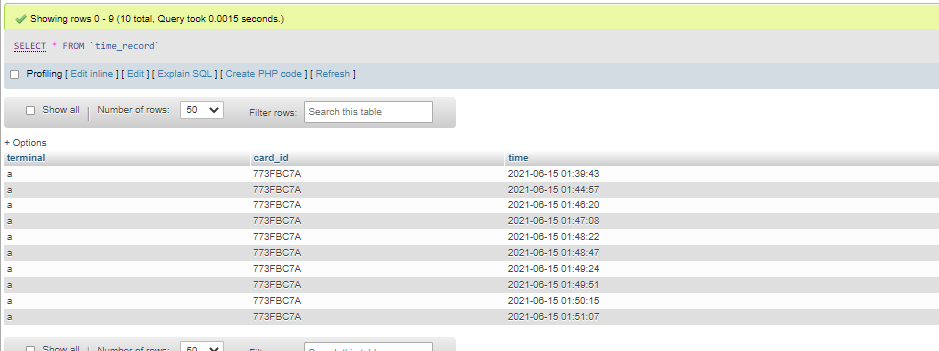 Showing rows 0 - 9 (10 total, Query took 0.0015 seconds.)
SELECT * FROM `time_record`
Profiling [ Edit inline ] [ Edit ] [ Explain SQL ] [ Create PHP code ] [ Refresh ]
Show all | Number of rows: 50 Filter rows: Search this table
+ Options
terminal card_id time
a 773FBC7A 2021-06-15 01:39:43
a 773FBC7A 2021-06-15 01:44:57
a 773FBC7A 2021-06-15 01:46:20
a 773FBC7A 2021-06-15 01:47:08
a 773FBC7A 2021-06-15 01:48:22
a 773FBC7A 2021-06-15 01:48:47
a 773FBC7A 2021-06-15 01:49:24
a 773FBC7A 2021-06-15 01:49:51
a 773FBC7A 2021-06-15 01:50:15
a 773FBC7A 2021-06-15 01:51:07
Show all Number of rows: 50 Search this table